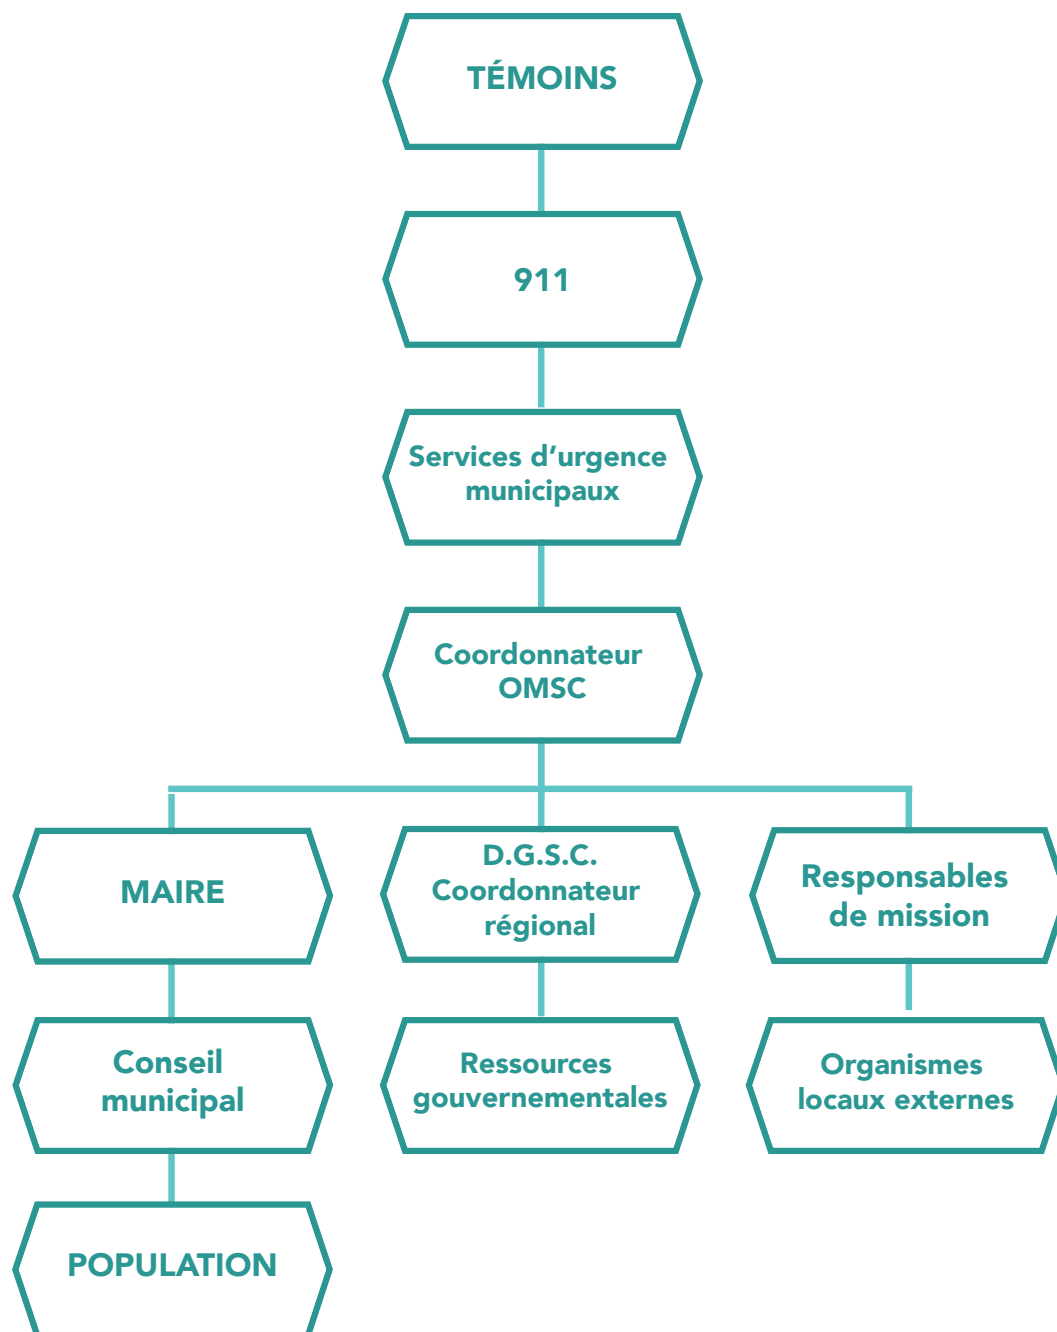 TÉMOINS
911
Services d’urgence
municipaux
Coordonnateur
OMSC
MAIRE
D.G.S.C.
Coordonnateur
régional
Responsables
de mission
Conseil
municipal
Ressources
gouvernementales
Organismes
locaux externes
POPULATION